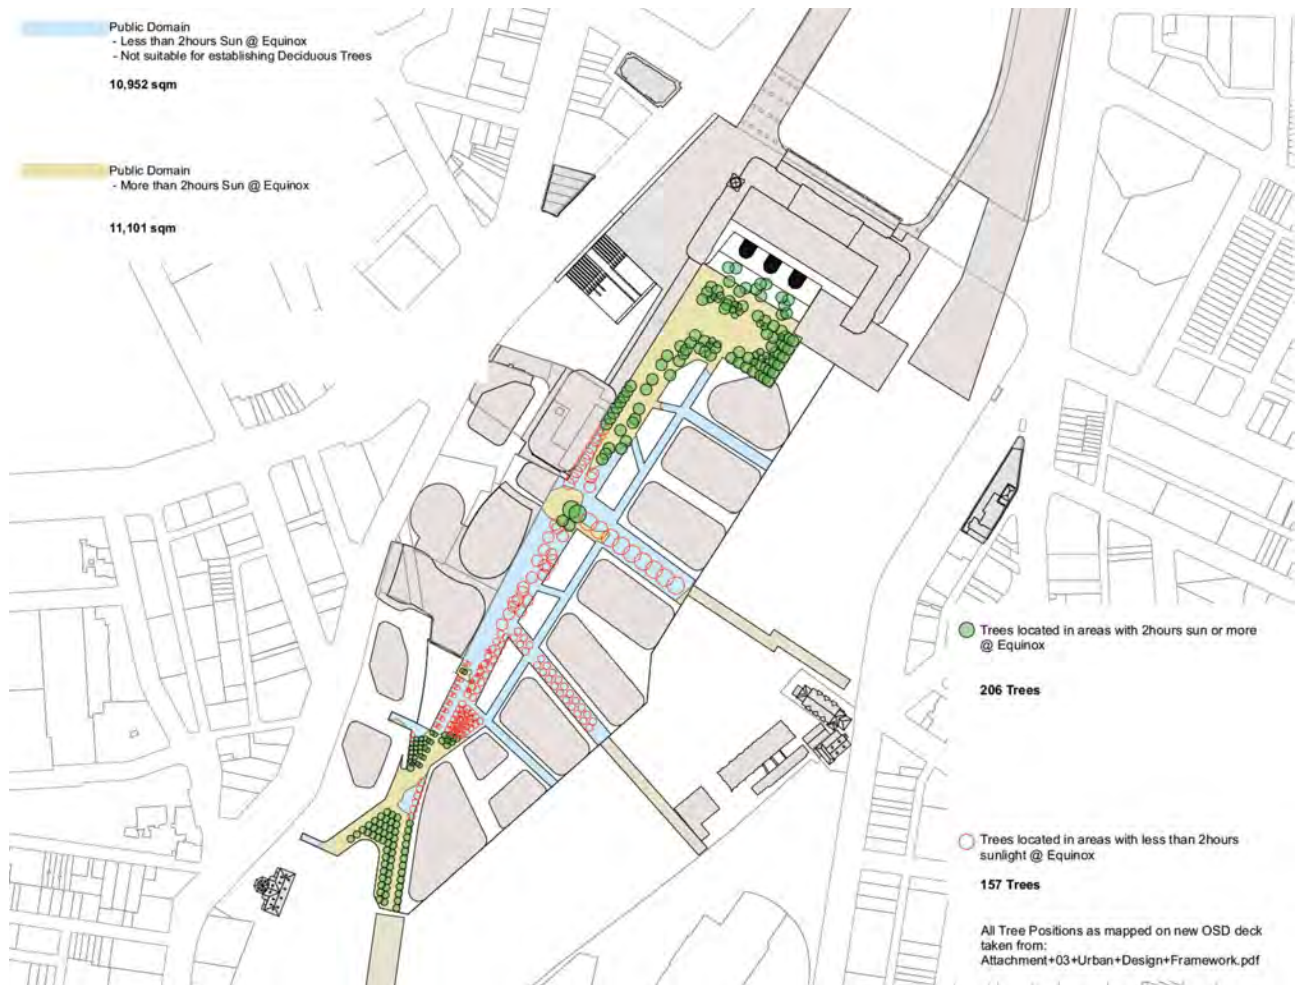 Public Domain
- Less than 2hours Sun @ Equinox
- Not suitable for establishing Deciduous Trees
10,952 sqm
Public Domain
- More than 2hours Sun @ Equinox
11,101 sqm
Trees located in areas with 2hours sun or more
@ Equinox
206 Trees
Trees located in areas with less than 2hours
sunlight @ Equinox
157 Trees
All Tree Positions as mapped on new OSD deck
taken from:
Attachment+03+Urban+Design+Framework.pdf